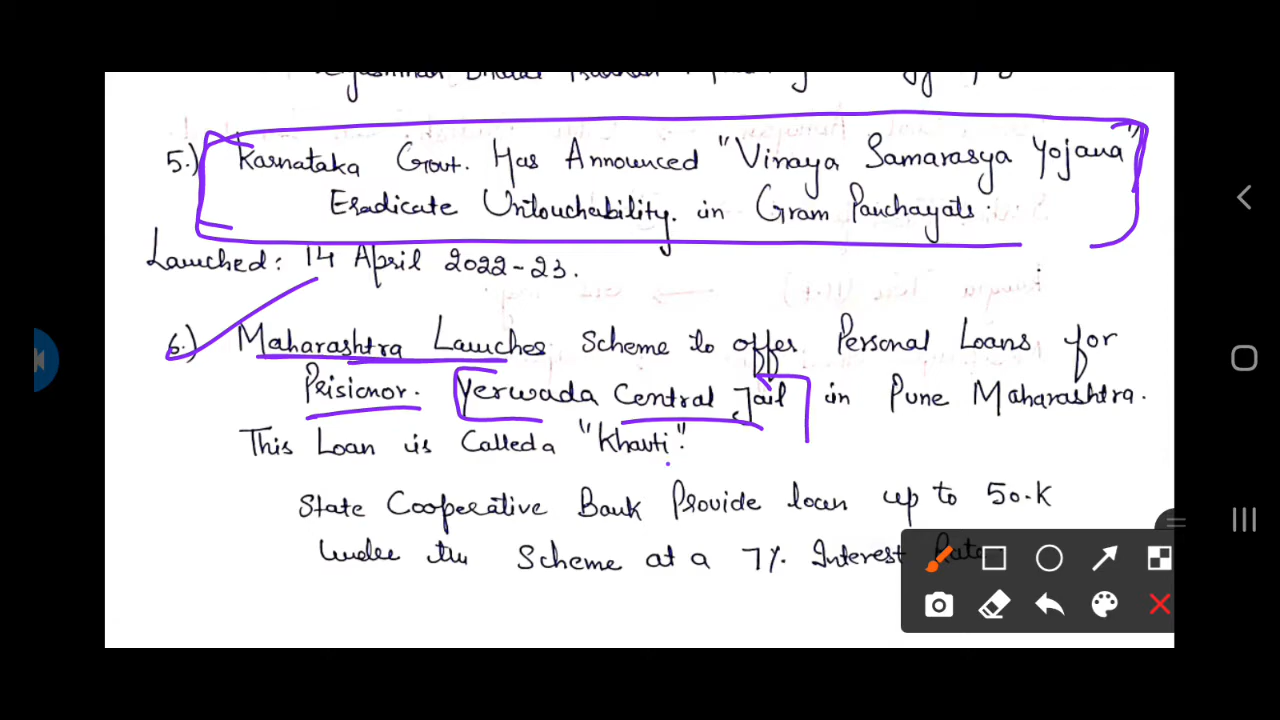 5.) Karnataka Govt. Has Announced "Vinaya Samarasya Yojana"
Eradicate Untouchability. in Gram Panchayats.
Launched: 14 April 2022-23.
6.) Maharashtra Launches Scheme to offer Personal Loans for
Prisionor. Yerwada Central Jail in Pune Maharashtra.
This Loan is Called a "Khavti".
State Cooperative Bank Provide loan up to 50.K
Under the Scheme at a 7% Interest Rate